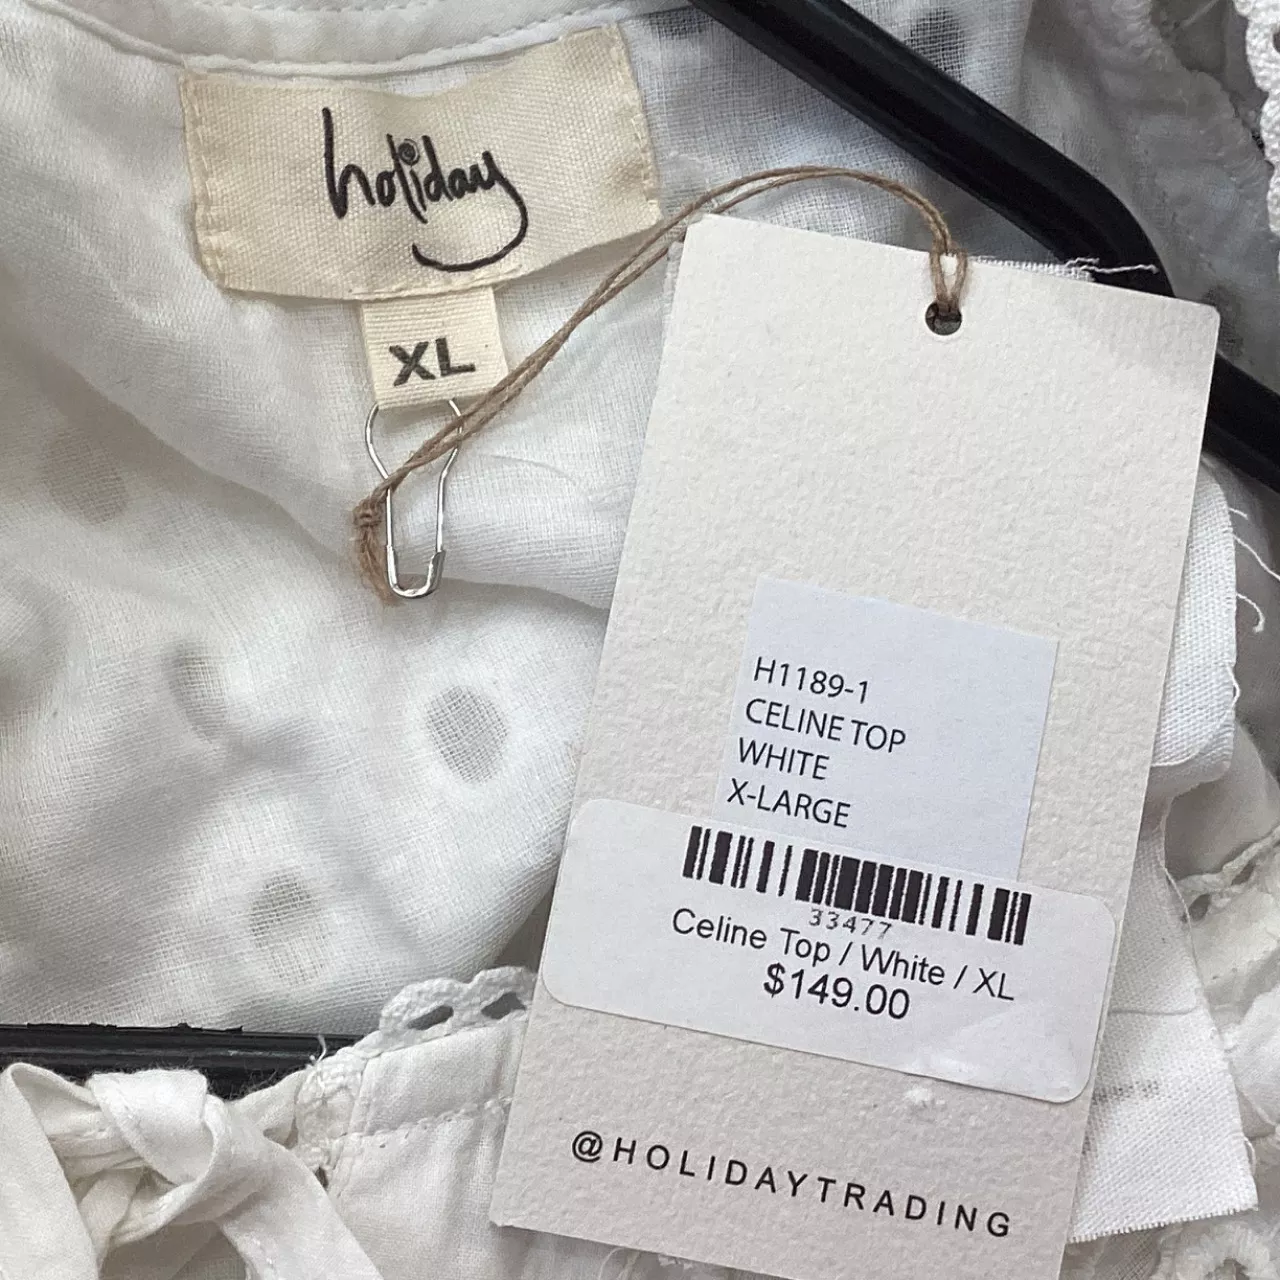 holiday
XL
H1189-1
CELINE TOP
WHITE
X-LARGE
33477
Celine Top / White / XL
$149.00
@HOLIDAYTRADING